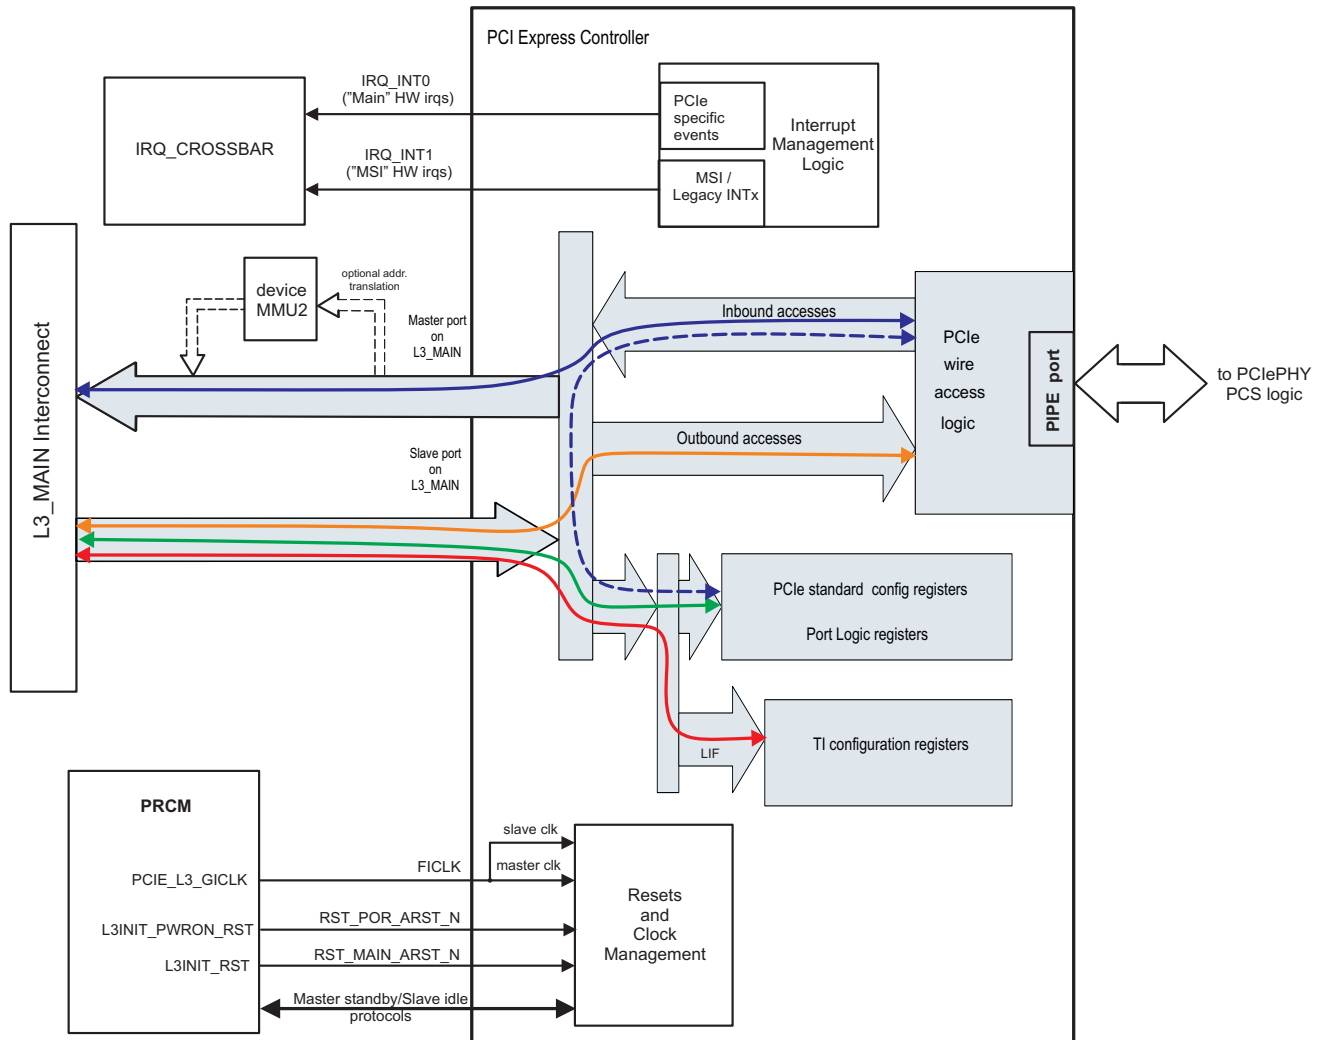 PCI Express Controller
IRQ_INT0
("Main" HW irqs)
IRQ_CROSSBAR
IRQ_INT1
("MSI" HW irqs)
PCIe
specific
events
Interrupt
Management
Logic
MSI /
Legacy INTx
L3_MAIN Interconnect
device
MMU2
optional addr.
translation
Master port
on
L3_MAIN
Inbound accesses
PCIe
wire
access
logic
PIPE port
to PCIePHY
PCS logic
Outbound accesses
Slave port
on
L3_MAIN
PCIe standard config registers
Port Logic registers
LIF
TI configuration registers
PRCM
PCIE_L3_GICLK
L3INIT_PWRON_RST
L3INIT_RST
FICLK
slave clk
master clk
RST_POR_ARST_N
RST_MAIN_ARST_N
Master standby/Slave idle
protocols
Resets
and
Clock
Management